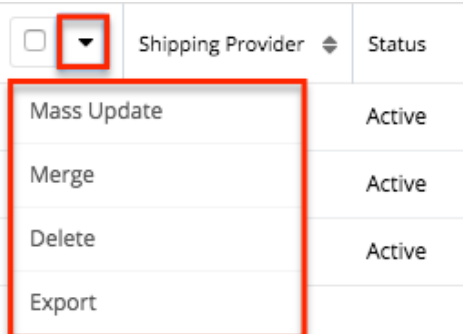 Shipping Provider Status
Mass Update Active
Merge Active
Delete Active
Export